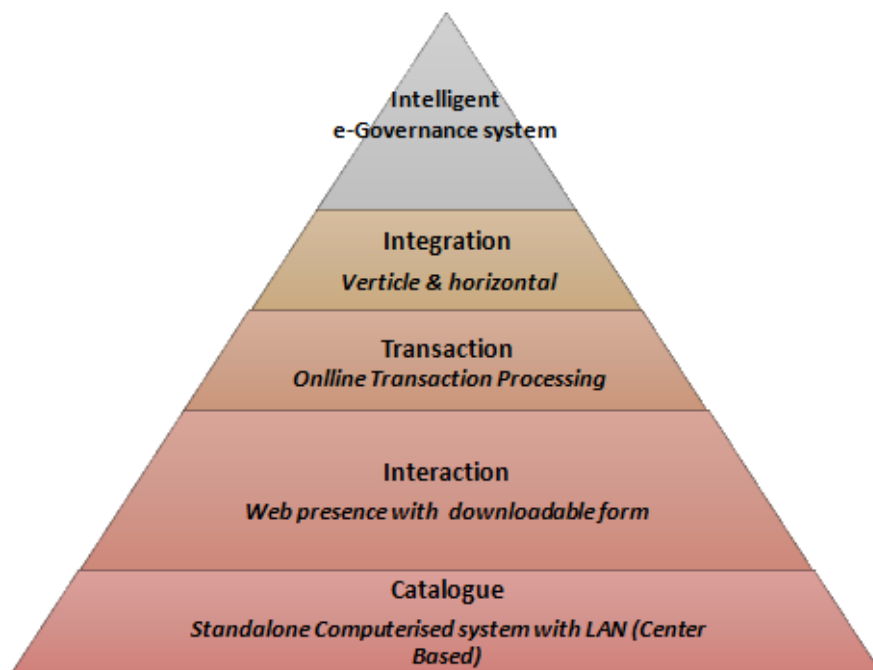 Intelligent
e-Governance system
Integration
Verticle & horizontal
Transaction
Onlline Transaction Processing
Interaction
Web presence with downloadable form
Catalogue
Standalone Computerised system with LAN (Center
Based)